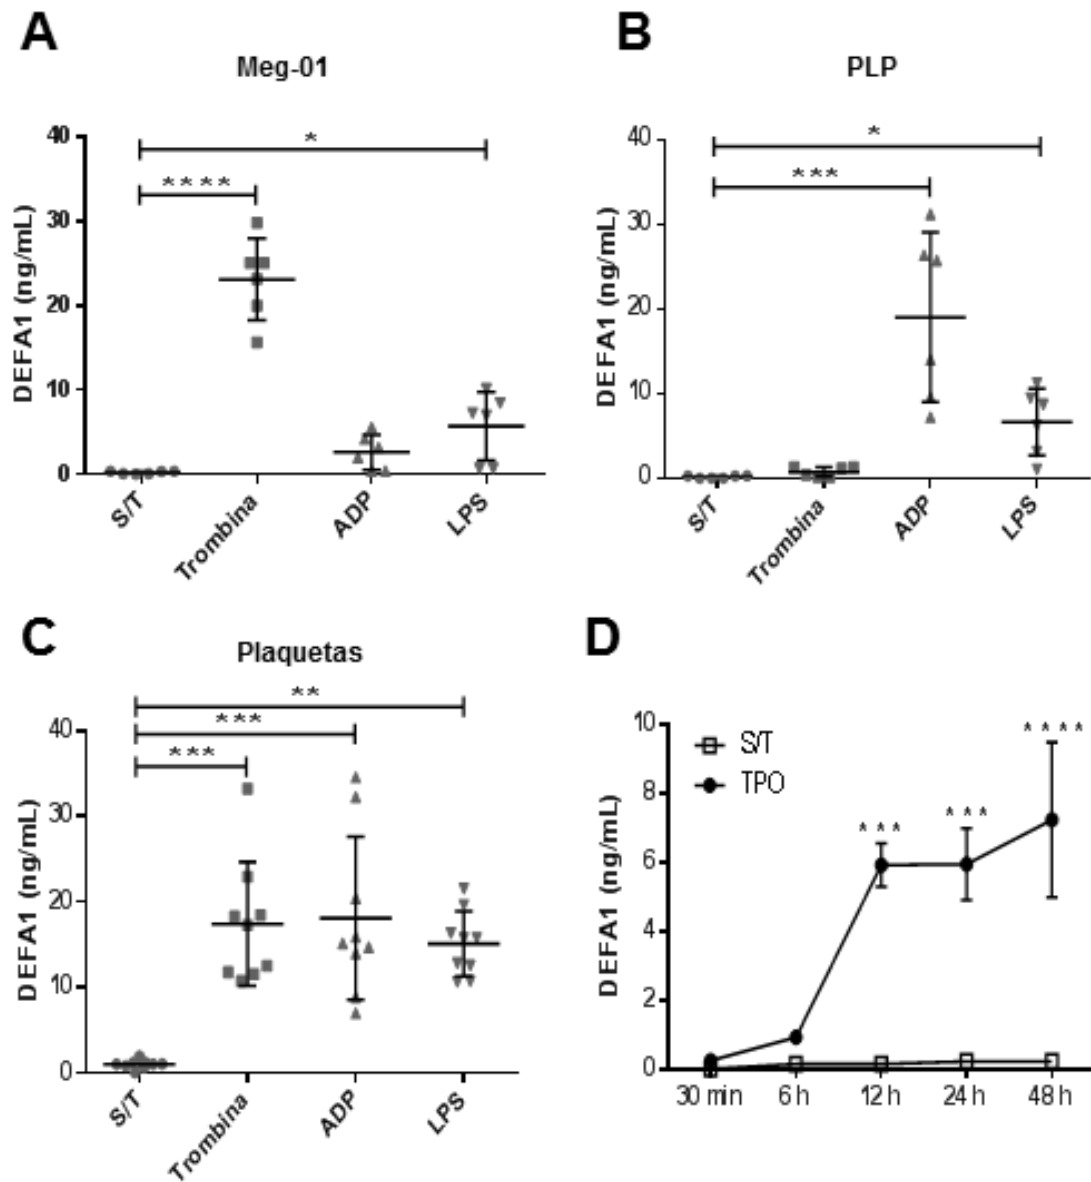 A
Meg-01
DEFA1 (ng/mL)
40
30
20
10
0
*
****
S/T
Trombina
ADP
LPS
B
PLP
DEFA1 (ng/mL)
40
30
20
10
0
*
***
S/T
Trombina
ADP
LPS
C
Plaquetas
DEFA1 (ng/mL)
40
30
20
10
0
**
***
***
S/T
Trombina
ADP
LPS
D
DEFA1 (ng/mL)
10
8
6
4
2
0
S/T
TPO
***
***
****
30 min
6 h
12 h
24 h
48 h